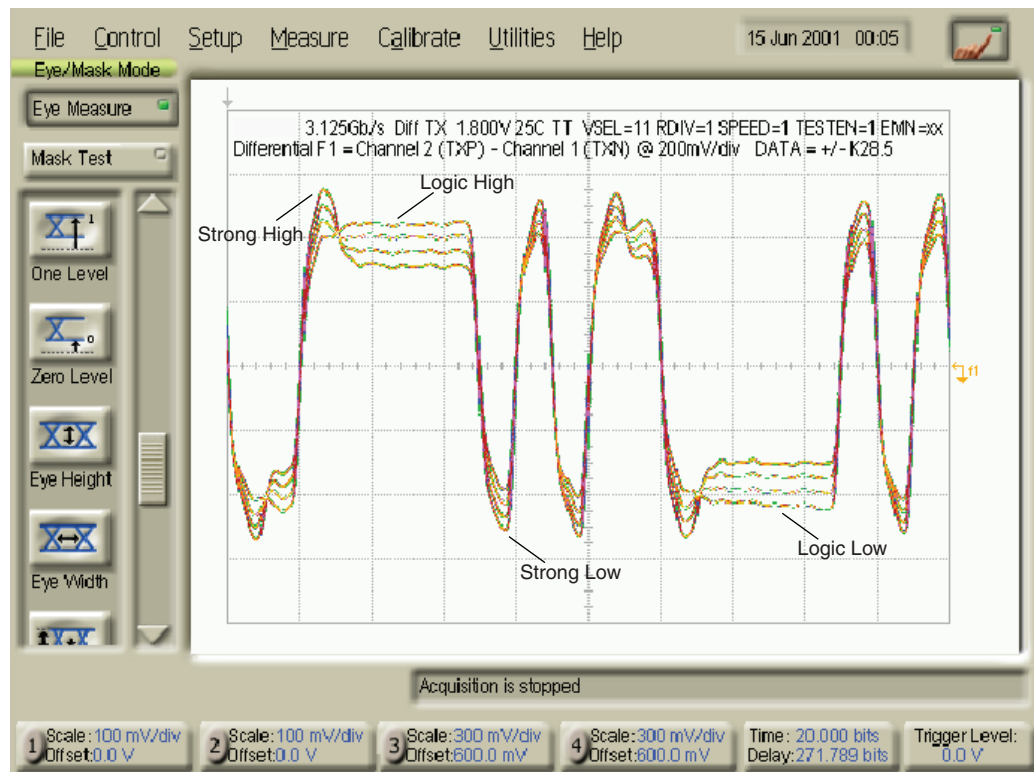 File Control Setup Measure Calibrate Utilities Help 15 Jun 2001 00:05
Eye/Mask Mode
Eye Measure
Mask Test
One Level
Zero Level
Eye Height
Eye Width
3.125Gb/s Diff TX 1.800V 25C TT VSEL=11 RDIV=1 SPEED=1 TESTEN=1 EMN=xx
Differential F1 = Channel 2 (TXP) - Channel 1 (TXN) @ 200mV/div DATA = +/- K28.5
Logic High
Strong High
Strong Low
Logic Low
f1
Acquisition is stopped
1 Scale:100 mV/div
Offset:0.0 V
2 Scale:100 mV/div
Offset:0.0 V
3 Scale:300 mV/div
Offset:600.0 mV
4 Scale:300 mV/div
Offset:600.0 mV
Time: 20.000 bits
Delay:271.789 bits
Trigger Level:
0.0 V